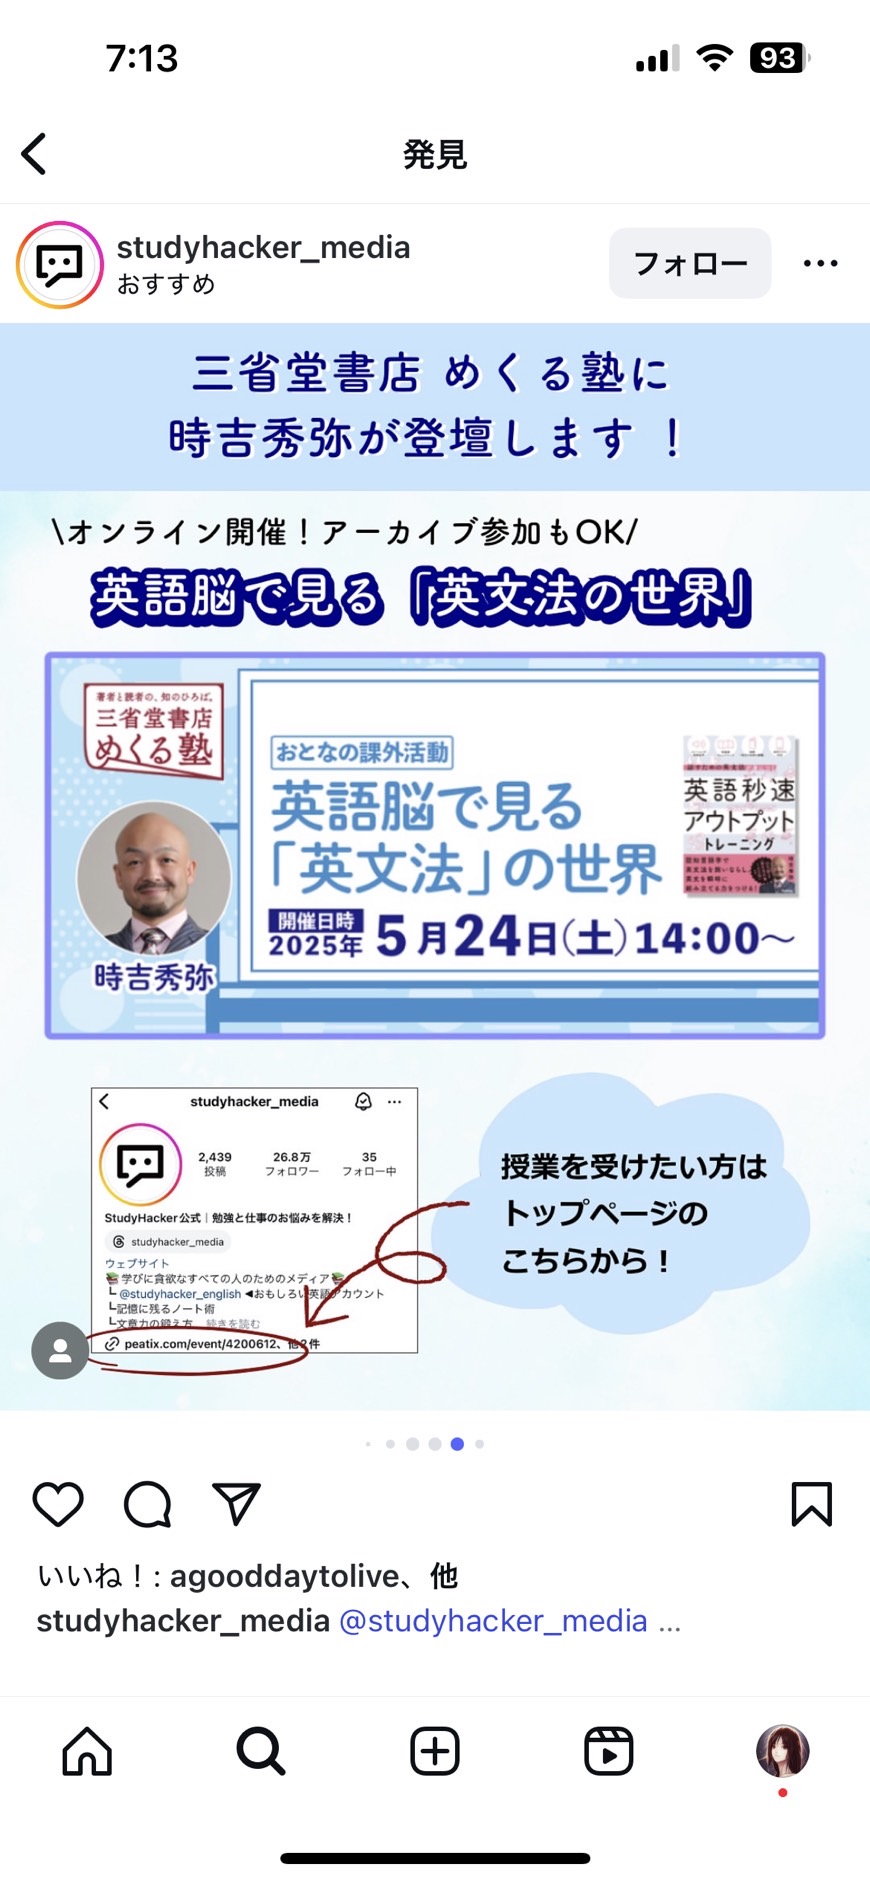 7:13
93
発見
studyhacker_media
おすすめ
フォロー
三省堂書店 めくる塾に
時吉秀弥が登壇します！
\オンライン開催！アーカイブ参加もOK/
英語脳で見る「英文法の世界」
著者と読者の、知のひろば。
三省堂書店
めくる塾
時吉秀弥
おとなの課外活動
英語脳で見る
「英文法」の世界
開催日時
2025年 5月24日(土)14:00〜
英語秒速
アウトプット
トレーニング
studyhacker_media
2,439
投稿
26.8万
フォロワー
35
フォロー中
StudyHacker公式｜勉強と仕事のお悩みを解決！
studyhacker_media
ウェブサイト
📚学びに貪欲なすべての人のためのメディア📚
┗ @studyhacker_english ◀おもしろい英語アカウント
┗記憶に残るノート術
┗文章力の鍛え方 続きを読む
peatix.com/event/4200612、他2件
授業を受けたい方は
トップページの
こちらから！
いいね！: agooddaytolive、他
studyhacker_media @studyhacker_media ...